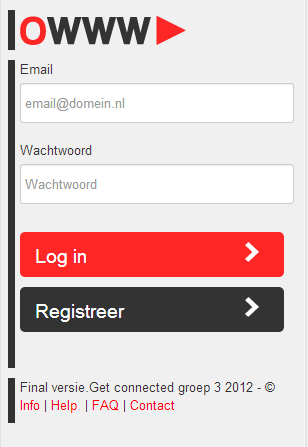 OWWW
Email
email@domein.nl
Wachtwoord
Wachtwoord
Log in
Registreer
Final versie.Get connected groep 3 2012 - ©
Info | Help | FAQ | Contact